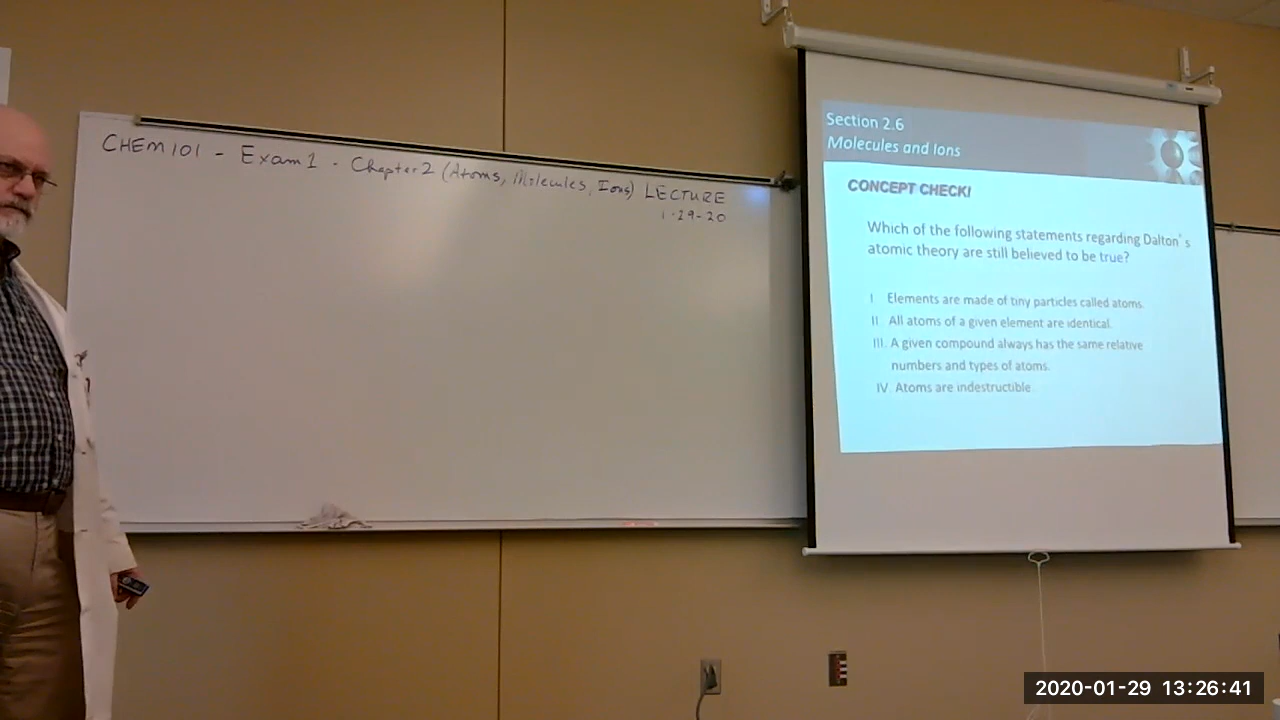 CHEM 101 - Exam 1 - Chapter 2 (Atoms, Molecules, Ions) LECTURE
1-29-20
Section 2.6
Molecules and Ions
CONCEPT CHECK!
Which of the following statements regarding Dalton's
atomic theory are still believed to be true?
I Elements are made of tiny particles called atoms.
II. All atoms of a given element are identical.
III. A given compound always has the same relative
numbers and types of atoms.
IV. Atoms are indestructible.
2020-01-29 13:26:41